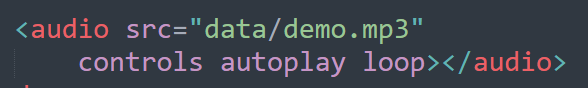 <audio src="data/demo.mp3"
controls autoplay loop></audio>